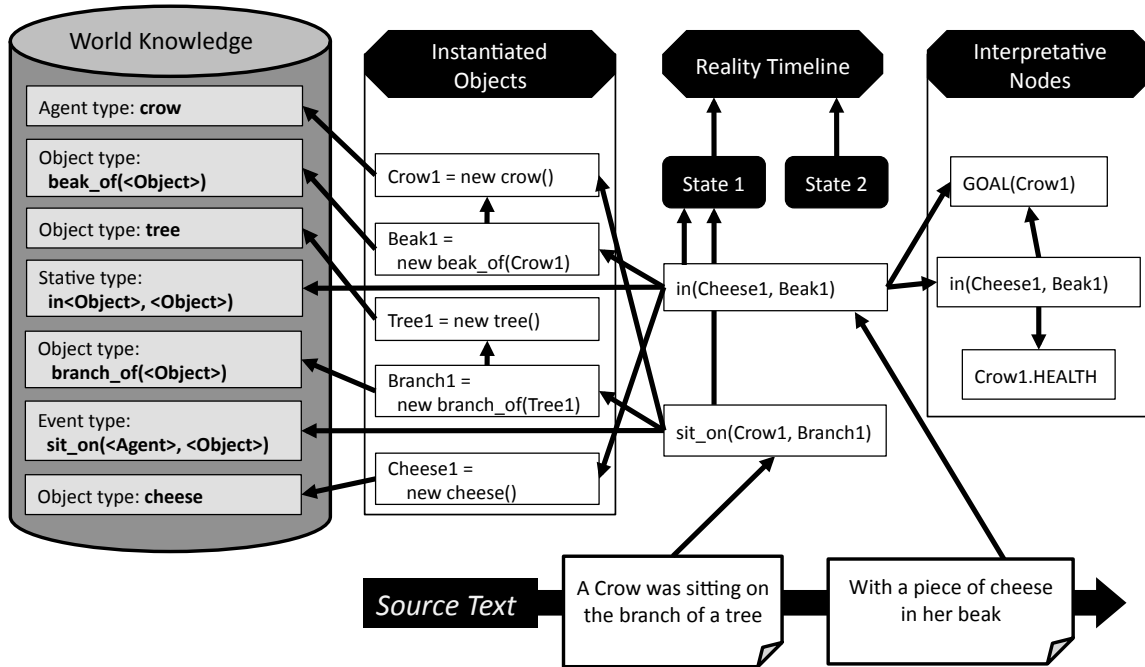 World Knowledge
Agent type: crow
Object type:
beak_of(<Object>)
Object type: tree
Stative type:
in<Object>, <Object>)
Object type:
branch_of(<Object>)
Event type:
sit_on(<Agent>, <Object>)
Object type: cheese
Instantiated
Objects
Crow1 = new crow()
Beak1 =
new beak_of(Crow1)
Tree1 = new tree()
Branch1 =
new branch_of(Tree1)
Cheese1 =
new cheese()
Reality Timeline
State 1
State 2
in(Cheese1, Beak1)
sit_on(Crow1, Branch1)
Interpretative
Nodes
GOAL(Crow1)
in(Cheese1, Beak1)
Crow1.HEALTH
Source Text
A Crow was sitting on
the branch of a tree
With a piece of cheese
in her beak